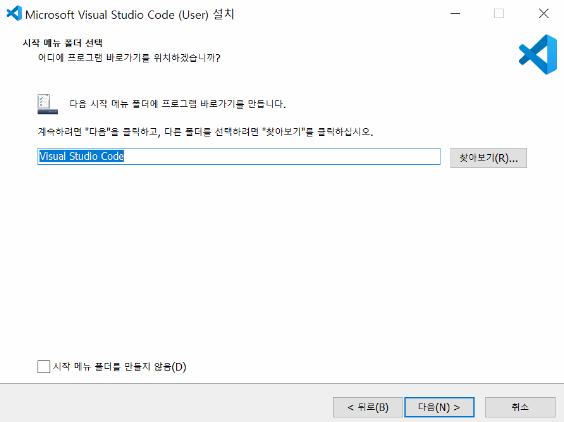 Microsoft Visual Studio Code (User) 설치
시작 메뉴 폴더 선택
어디에 프로그램 바로가기를 위치하겠습니까?
다음 시작 메뉴 폴더에 프로그램 바로가기를 만듭니다.
계속하려면 "다음"을 클릭하고, 다른 폴더를 선택하려면 "찾아보기"를 클릭하십시오.
Visual Studio Code 찾아보기(R)...
시작 메뉴 폴더를 만들지 않음(D)
< 뒤로(B) 다음(N) > 취소